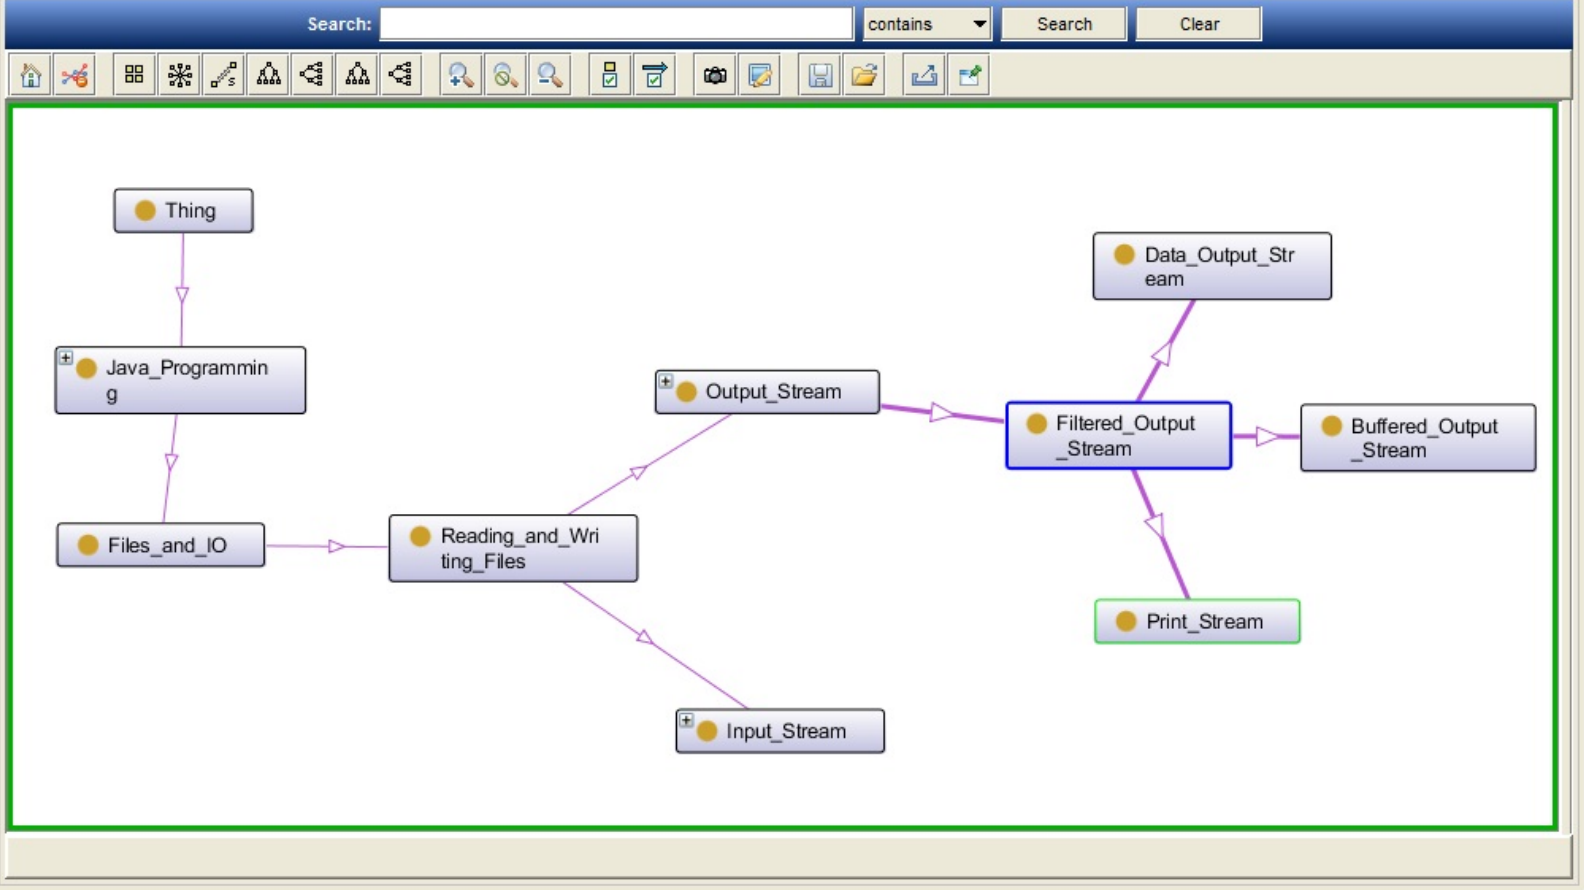 Search:
contains
Search
Clear
Thing
Java_Programmin
g
Files_and_IO
Reading_and_Wri
ting_Files
Output_Stream
Input_Stream
Filtered_Output
_Stream
Data_Output_Str
eam
Buffered_Output
_Stream
Print_Stream